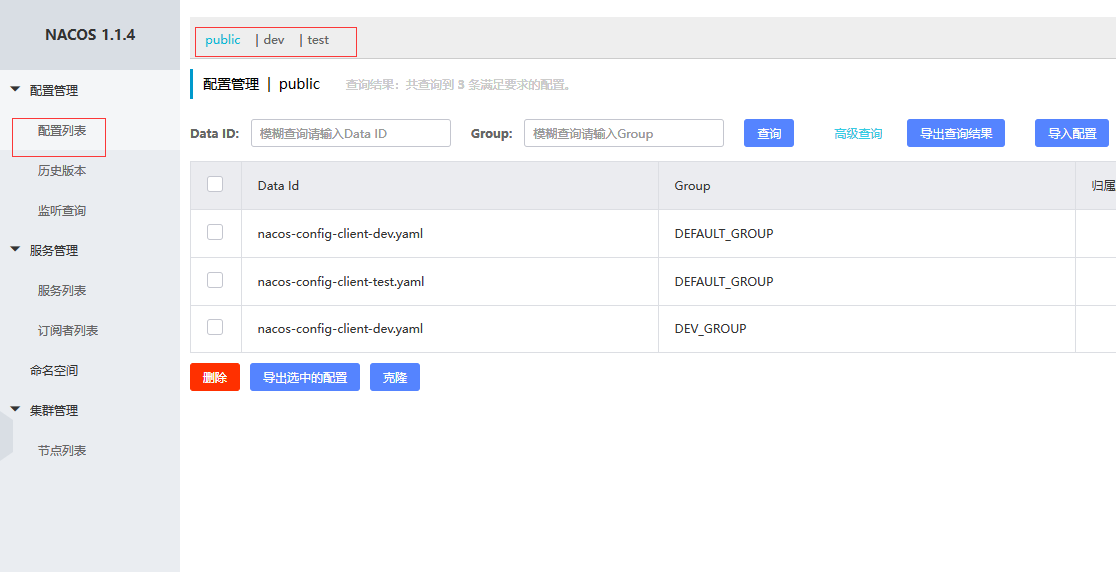 NACOS 1.1.4
配置管理
配置列表
历史版本
监听查询
服务管理
服务列表
订阅者列表
命名空间
集群管理
节点列表
public | dev | test
配置管理 | public 查询结果：共查询到 3 条满足要求的配置。
Data ID: 模糊查询请输入Data ID Group: 模糊查询请输入Group 查询 高级查询 导出查询结果 导入配置
Data Id Group 归属
nacos-config-client-dev.yaml DEFAULT_GROUP
nacos-config-client-test.yaml DEFAULT_GROUP
nacos-config-client-dev.yaml DEV_GROUP
删除 导出选中的配置 克隆